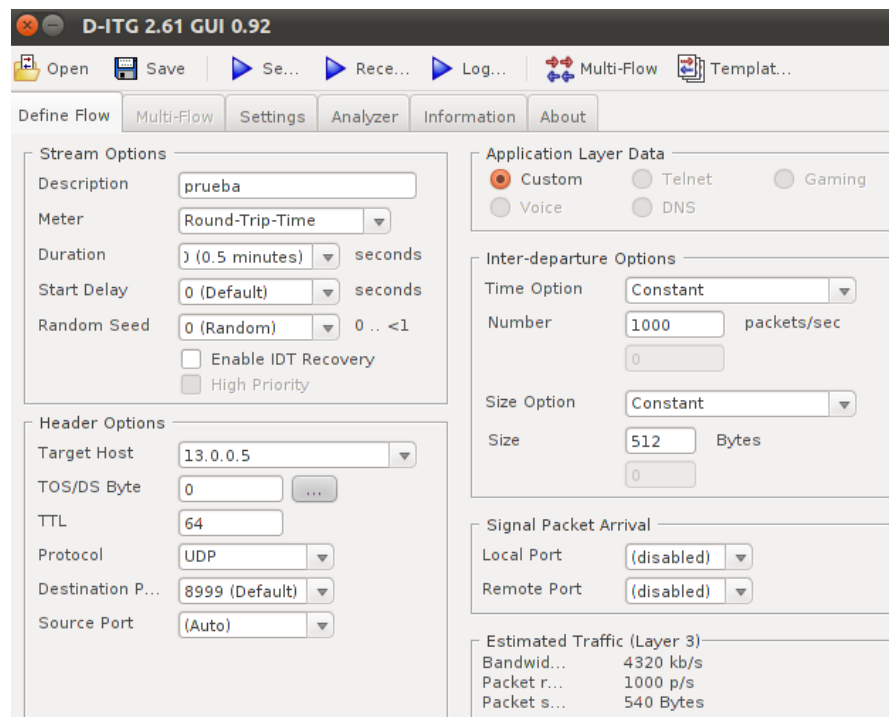 D-ITG 2.61 GUI 0.92
Open Save Se... Rece... Log... Multi-Flow Templat...
Define Flow Multi-Flow Settings Analyzer Information About
Stream Options
Description prueba
Meter Round-Trip-Time
Duration (0.5 minutes) seconds
Start Delay 0 (Default) seconds
Random Seed 0 (Random) 0 .. <1
Enable IDT Recovery
High Priority
Header Options
Target Host 13.0.0.5
TOS/DS Byte 0 ...
TTL 64
Protocol UDP
Destination P... 8999 (Default)
Source Port (Auto)
Application Layer Data
Custom Telnet Gaming
Voice DNS
Inter-departure Options
Time Option Constant
Number 1000 packets/sec
0
Size Option Constant
Size 512 Bytes
0
Signal Packet Arrival
Local Port (disabled)
Remote Port (disabled)
Estimated Traffic (Layer 3)
Bandwid... 4320 kb/s
Packet r... 1000 p/s
Packet s... 540 Bytes